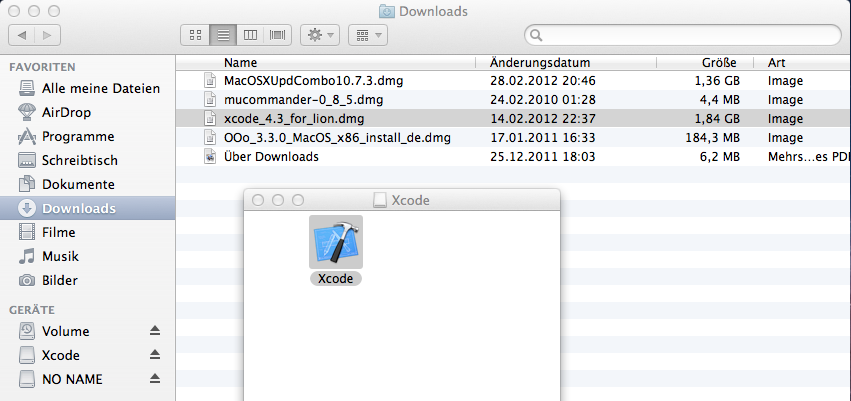 Downloads
FAVORITEN
Alle meine Dateien
AirDrop
Programme
Schreibtisch
Dokumente
Downloads
Filme
Musik
Bilder
GERÄTE
Volume
Xcode
NO NAME
Name Änderungsdatum Größe Art
MacOSXUpdCombo10.7.3.dmg 28.02.2012 20:46 1,36 GB Image
mucommander-0_8_5.dmg 24.02.2010 01:28 4,4 MB Image
xcode_4.3_for_lion.dmg 14.02.2012 22:37 1,84 GB Image
OOo_3.3.0_MacOS_x86_install_de.dmg 17.01.2011 16:33 184,3 MB Image
Über Downloads 25.12.2011 18:03 6,2 MB Mehrs...es PD
Xcode
Xcode